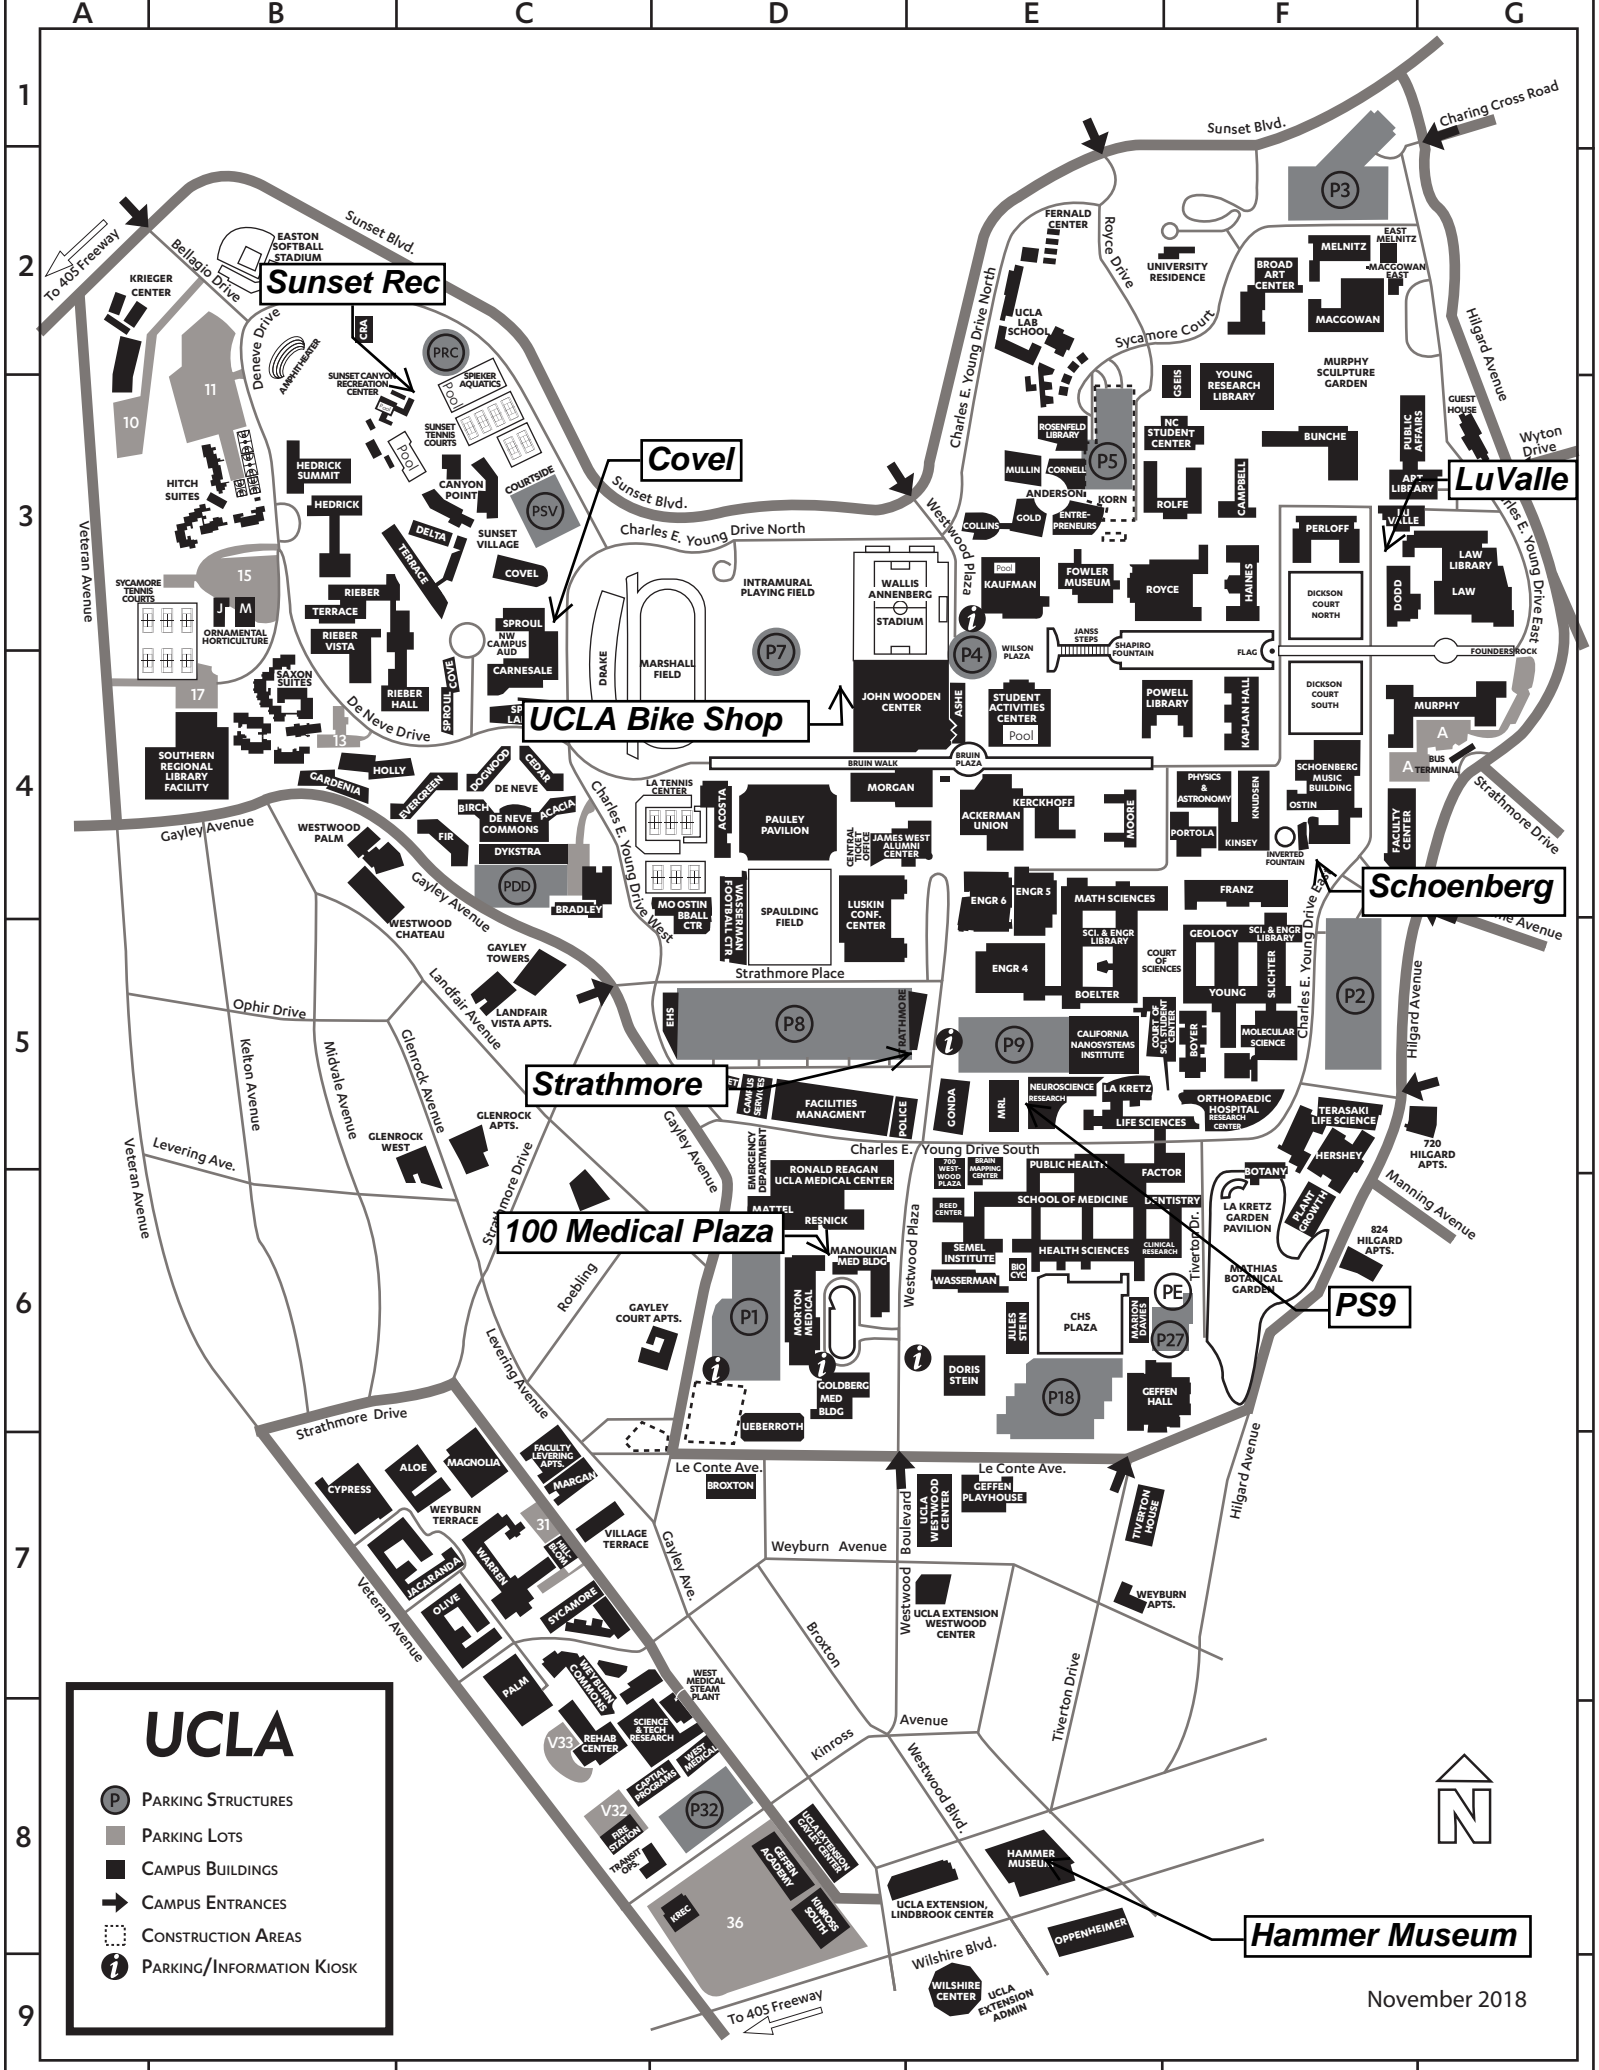 A B C D E F G
1
2
3
4
5
6
7
8
9
Sunset Blvd.
Charing Cross Road
P3
FERNALD
CENTER
Royce Drive
UNIVERSITY
RESIDENCE
BROAD
ART
CENTER
MELNITZ
EAST
MELNITZ
MACGOWAN
EAST
MACGOWAN
To 405 Freeway
Bellagio Drive
Sunset Blvd.
EASTON
SOFTBALL
STADIUM
KRIEGER
CENTER
Sunset Rec
Deneve Drive
CRA
AMPHITHEATER
PRC
SUNSET CANYON
RECREATION
CENTER
SPIEKER
AQUATICS
Pool
Pool
Pool
SUNSET
TENNIS
COURTS
10
11
UCLA
LAB
SCHOOL
Charles E. Young Drive North
Sycamore Court
Hilgard Avenue
MURPHY
SCULPTURE
GARDEN
GSEIS
YOUNG
RESEARCH
LIBRARY
GUEST
HOUSE
PUBLIC
AFFAIRS
Wyton
Drive
ROSENFELD
LIBRARY
P5
NC
STUDENT
CENTER
BUNCHE
MULLIN
CORNELL
ANDERSON
KORN
COLLINS
GOLD
ENTRE-
PRENEURS
ROLFE
CAMPBELL
ART
LIBRARY
LuValle
LU
VALLE
Charles E. Young Drive East
PERLOFF
LAW
LIBRARY
LAW
DODD
HEDRICK
SUMMIT
HEDRICK
HITCH
SUITES
CANYON
POINT
COURTSIDE
PSV
DELTA
TERRACE
SUNSET
VILLAGE
COVEL
Covel
Sunset Blvd.
Charles E. Young Drive North
Westwood Plaza
Veteran Avenue
15
SYCAMORE
TENNIS
COURTS
J M
ORNAMENTAL
HORTICULTURE
RIEBER
TERRACE
RIEBER
VISTA
RIEBER
HALL
SPROUL
NW
CAMPUS
AUD
CARNESALE
SPROUL COVE
17
SAXON
SUITES
13
De Neve Drive
DRAKE
MARSHALL
FIELD
INTRAMURAL
PLAYING FIELD
P7
WALLIS
ANNENBERG
STADIUM
Pool
KAUFMAN
FOWLER
MUSEUM
ROYCE
HAINES
DICKSON
COURT
NORTH
P4
WILSON
PLAZA
JANSS
STEPS
SHAPIRO
FOUNTAIN
FLAG
FOUNDERS ROCK
UCLA Bike Shop
JOHN WOODEN
CENTER
ASHE
STUDENT
ACTIVITIES
CENTER
Pool
POWELL
LIBRARY
KAPLAN HALL
DICKSON
COURT
SOUTH
MURPHY
A
A
BUS
TERMINAL
BRUIN WALK
BRUIN
PLAZA
SOUTHERN
REGIONAL
LIBRARY
FACILITY
GARDENIA
HOLLY
EVERGREEN
DOGWOOD
CEDAR
DE NEVE
BIRCH
ACACIA
DE NEVE
COMMONS
FIR
DYKSTRA
PDD
BRADLEY
Gayley Avenue
WESTWOOD
PALM
Gayley Avenue
WESTWOOD
CHATEAU
Charles E. Young Drive West
LA TENNIS
CENTER
ACOSTA
PAULEY
PAVILION
MORGAN
CENTRAL
TICKET
OFFICE
JAMES WEST
ALUMNI
CENTER
ACKERMAN
UNION
KERCKHOFF
MOORE
PHYSICS
&
ASTRONOMY
KNUDSEN
PORTOLA
KINSEY
SCHOENBERG
MUSIC
BUILDING
OSTIN
INVERTED
FOUNTAIN
FACULTY
CENTER
Strathmore Drive
Schoenberg
MO OSTIN
BBALL
CTR
WASSERMAN
FOOTBALL CTR
SPAULDING
FIELD
LUSKIN
CONF.
CENTER
ENGR 6
ENGR 5
MATH SCIENCES
SCI. & ENGR
LIBRARY
ENGR 4
BOELTER
COURT
OF
SCIENCES
FRANZ
GEOLOGY
SCI. & ENGR
LIBRARY
YOUNG
SLICHTER
Charles E. Young Drive East
P2
Hilgard Avenue
GAYLEY
TOWERS
LANDFAIR
VISTA APTS.
Landfair Avenue
Ophir Drive
Kelton Avenue
Midvale Avenue
Glenrock Avenue
Strathmore Place
EHS
P8
STRATHMORE
P9
CALIFORNIA
NANOSYSTEMS
INSTITUTE
COURT OF
SCI. STUDENT
CENTER
BOYER
MOLECULAR
SCIENCE
Strathmore
CAMPUS
SERVICES
FACILITIES
MANAGMENT
POLICE
GONDA
MRL
NEUROSCIENCE
RESEARCH
LA KRETZ
LIFE SCIENCES
ORTHOPAEDIC
HOSPITAL
RESEARCH
CENTER
TERASAKI
LIFE SCIENCE
HERSHEY
720
HILGARD
APTS.
Charles E. Young Drive South
GLENROCK
APTS.
GLENROCK
WEST
Levering Ave.
Veteran Avenue
Strathmore Drive
Gayley Avenue
EMERGENCY
DEPARTMENT
RONALD REAGAN
UCLA MEDICAL CENTER
MATTEL
RESNICK
100 Medical Plaza
MANOUKIAN
MED BLDG
MORTON
MEDICAL
P1
GOLDBERG
MED
BLDG
UEBERROTH
700
WEST-
WOOD
PLAZA
BRAIN
MAPPING
CENTER
PUBLIC HEALTH
FACTOR
SCHOOL OF MEDICINE
DENTISTRY
REED
CENTER
SEMEL
INSTITUTE
HEALTH SCIENCES
CLINICAL
RESEARCH
BIO
CYC
WASSERMAN
Westwood Plaza
Tiverton Dr.
BOTANY
LA KRETZ
GARDEN
PAVILION
PLANT
GROWTH
Manning Avenue
824
HILGARD
APTS.
MATHIAS
BOTANICAL
GARDEN
PS9
JULES
STEIN
CHS
PLAZA
MARION
DAVIES
PE
P27
DORIS
STEIN
P18
GEFFEN
HALL
Roebling
GAYLEY
COURT APTS.
Levering Avenue
Strathmore Drive
Le Conte Ave.
Le Conte Ave.
BROXTON
UCLA
WESTWOOD
CENTER
GEFFEN
PLAYHOUSE
TIVERTON
HOUSE
Hilgard Avenue
CYPRESS
ALOE
MAGNOLIA
FACULTY
LEVERING
APTS.
MARGAN
WEYBURN
TERRACE
31
VILLAGE
TERRACE
WARREN
HILL-
BLOM
JACARANDA
OLIVE
SYCAMORE
Veteran Avenue
Gayley Ave.
Weyburn Avenue
Westwood Boulevard
UCLA EXTENSION
WESTWOOD
CENTER
WEYBURN
APTS.
Broxton
Tiverton Drive
PALM
WEYBURN
COMMONS
WEST
MEDICAL
STEAM
PLANT
V33
REHAB
CENTER
SCIENCE
& TECH
RESEARCH
WEST
MEDICAL
CAPTIAL
PROGRAMS
P32
V32
FIRE
STATION
TRANSIT
OPS.
Kinross
Avenue
Westwood Blvd.
UCLA EXTENSION
GAYLEY CENTER
GEFFEN
ACADEMY
KINROSS
SOUTH
KREC
36
HAMMER
MUSEUM
UCLA EXTENSION,
LINDBROOK CENTER
OPPENHEIMER
Hammer Museum
Wilshire Blvd.
WILSHIRE
CENTER
UCLA
EXTENSION
ADMIN
To 405 Freeway
N
November 2018
UCLA
P PARKING STRUCTURES
PARKING LOTS
CAMPUS BUILDINGS
CAMPUS ENTRANCES
CONSTRUCTION AREAS
i PARKING/INFORMATION KIOSK